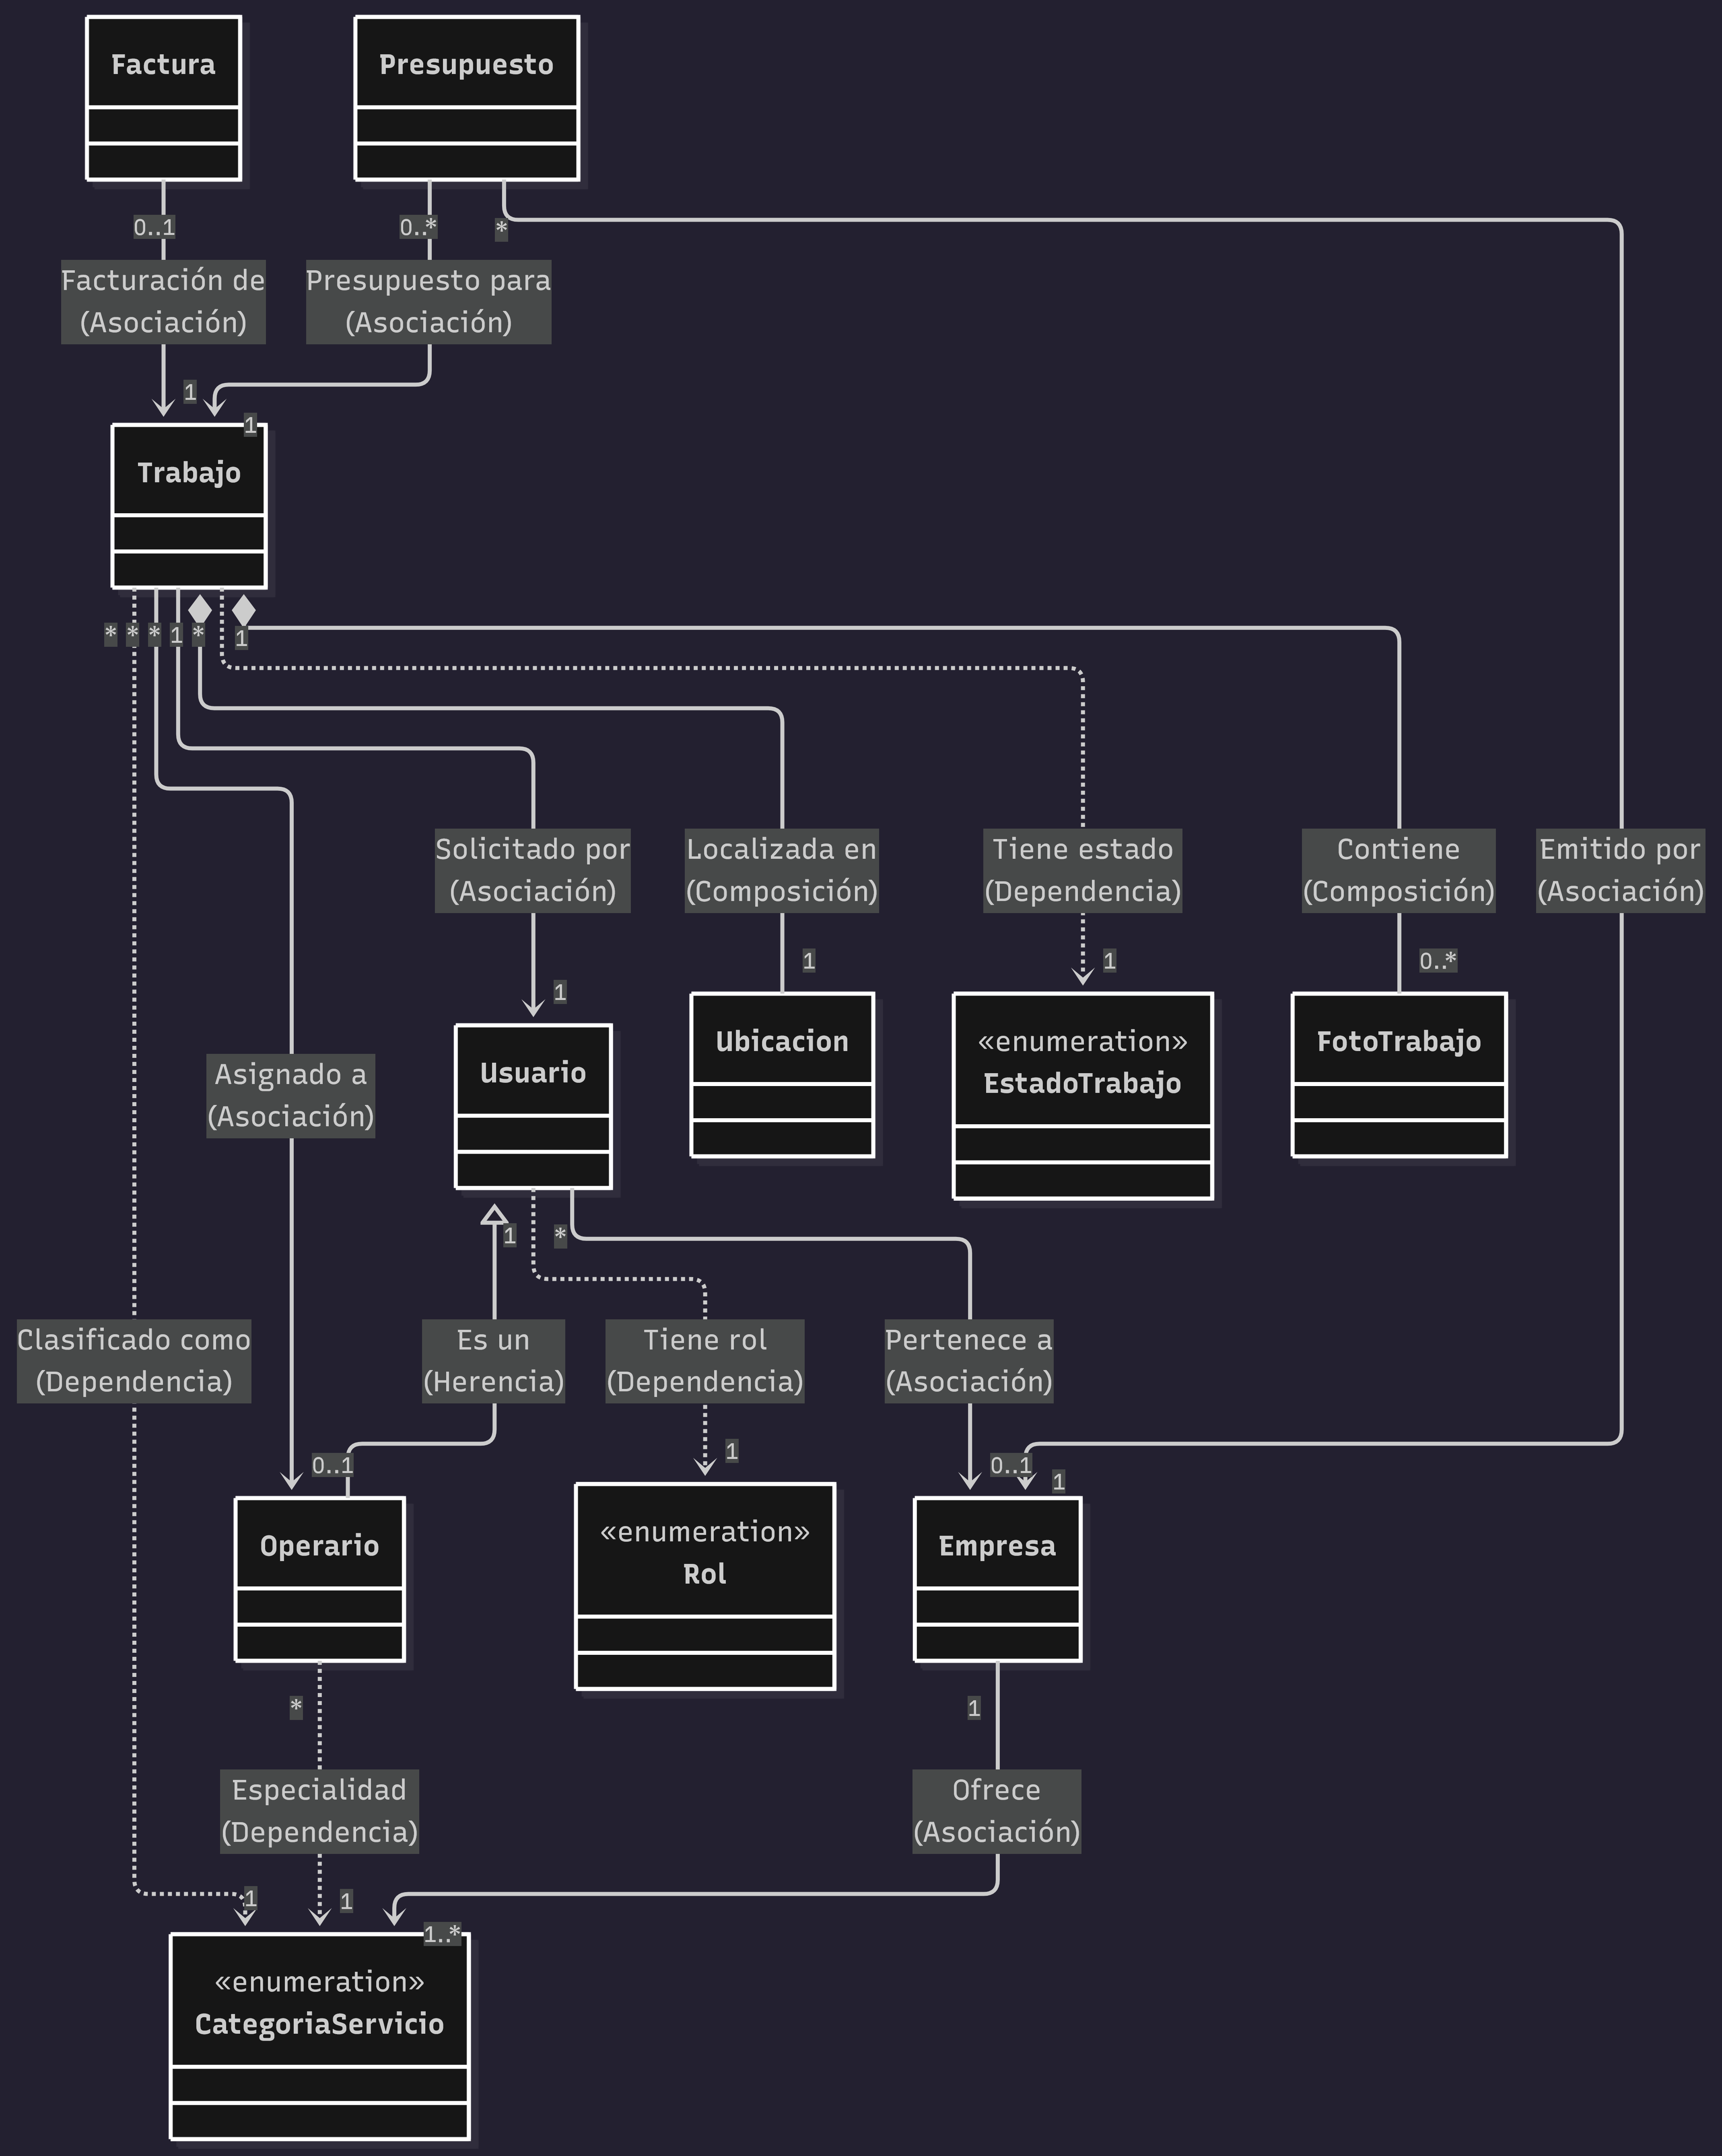 Factura
Presupuesto
0..1
0..*
*
Facturación de
(Asociación)
Presupuesto para
(Asociación)
1
1
Trabajo
*
*
*
1
*
1
Solicitado por
(Asociación)
Localizada en
(Composición)
Tiene estado
(Dependencia)
Contiene
(Composición)
Emitido por
(Asociación)
1
1
1
0..*
Asignado a
(Asociación)
Usuario
Ubicacion
«enumeration»
EstadoTrabajo
FotoTrabajo
1
*
Clasificado como
(Dependencia)
Es un
(Herencia)
Tiene rol
(Dependencia)
Pertenece a
(Asociación)
0..1
1
0..1
1
Operario
«enumeration»
Rol
Empresa
*
1
Especialidad
(Dependencia)
Ofrece
(Asociación)
1
1
1..*
«enumeration»
CategoriaServicio